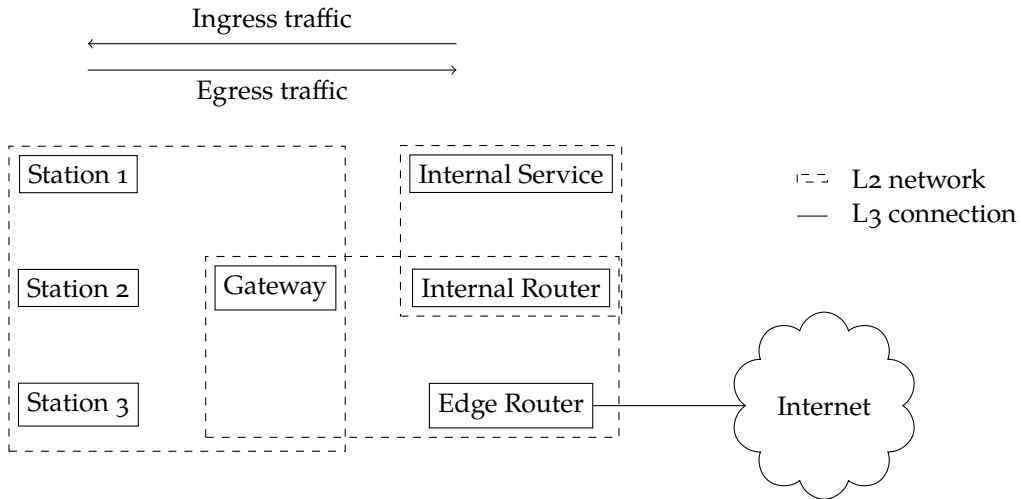 Ingress traffic
Egress traffic
Station 1
Internal Service
L2 network
L3 connection
Station 2
Gateway
Internal Router
Station 3
Edge Router
Internet